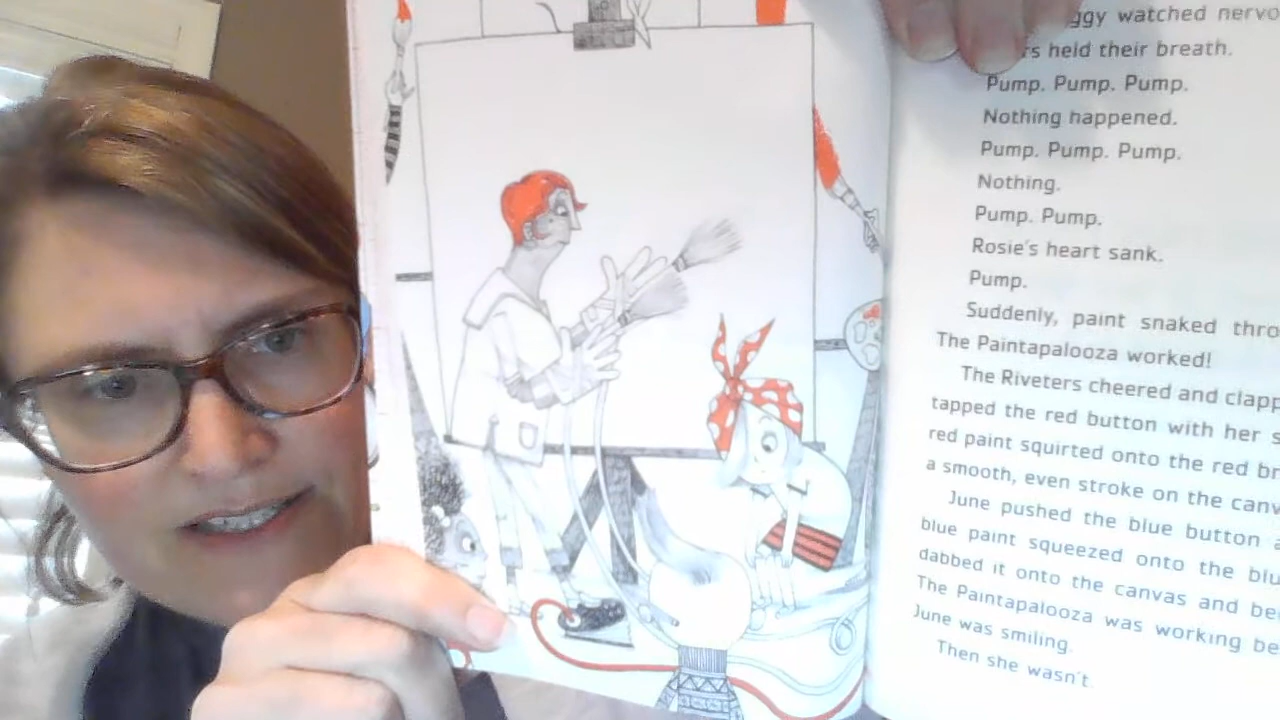 watched
held their breath.
Pump. Pump. Pump.
Nothing happened.
Pump. Pump. Pump.
Nothing.
Pump. Pump.
Rosie's heart sank.
Pump.
Suddenly, paint snaked
The Paintapalooza worked!
The Riveters cheered and
tapped the red button with her
red paint squirted onto the red
a smooth, even stroke on the
June pushed the blue button
blue paint squeezed onto the
dabbed it onto the canvas and
The Paintapalooza was working
June was smiling.
Then she wasn't.